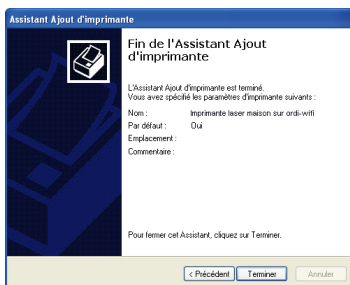 Assistant Ajout d'imprimante
Fin de l'Assistant Ajout
d'imprimante
L'Assistant Ajout d'imprimante est terminé.
Vous avez spécifié les paramètres d'imprimante suivants :
Nom : Imprimante laser maison sur ordi-wifi
Par défaut : Oui
Emplacement :
Commentaire :
Pour fermer cet Assistant, cliquez sur Terminer.
< Précédent Terminer Annuler